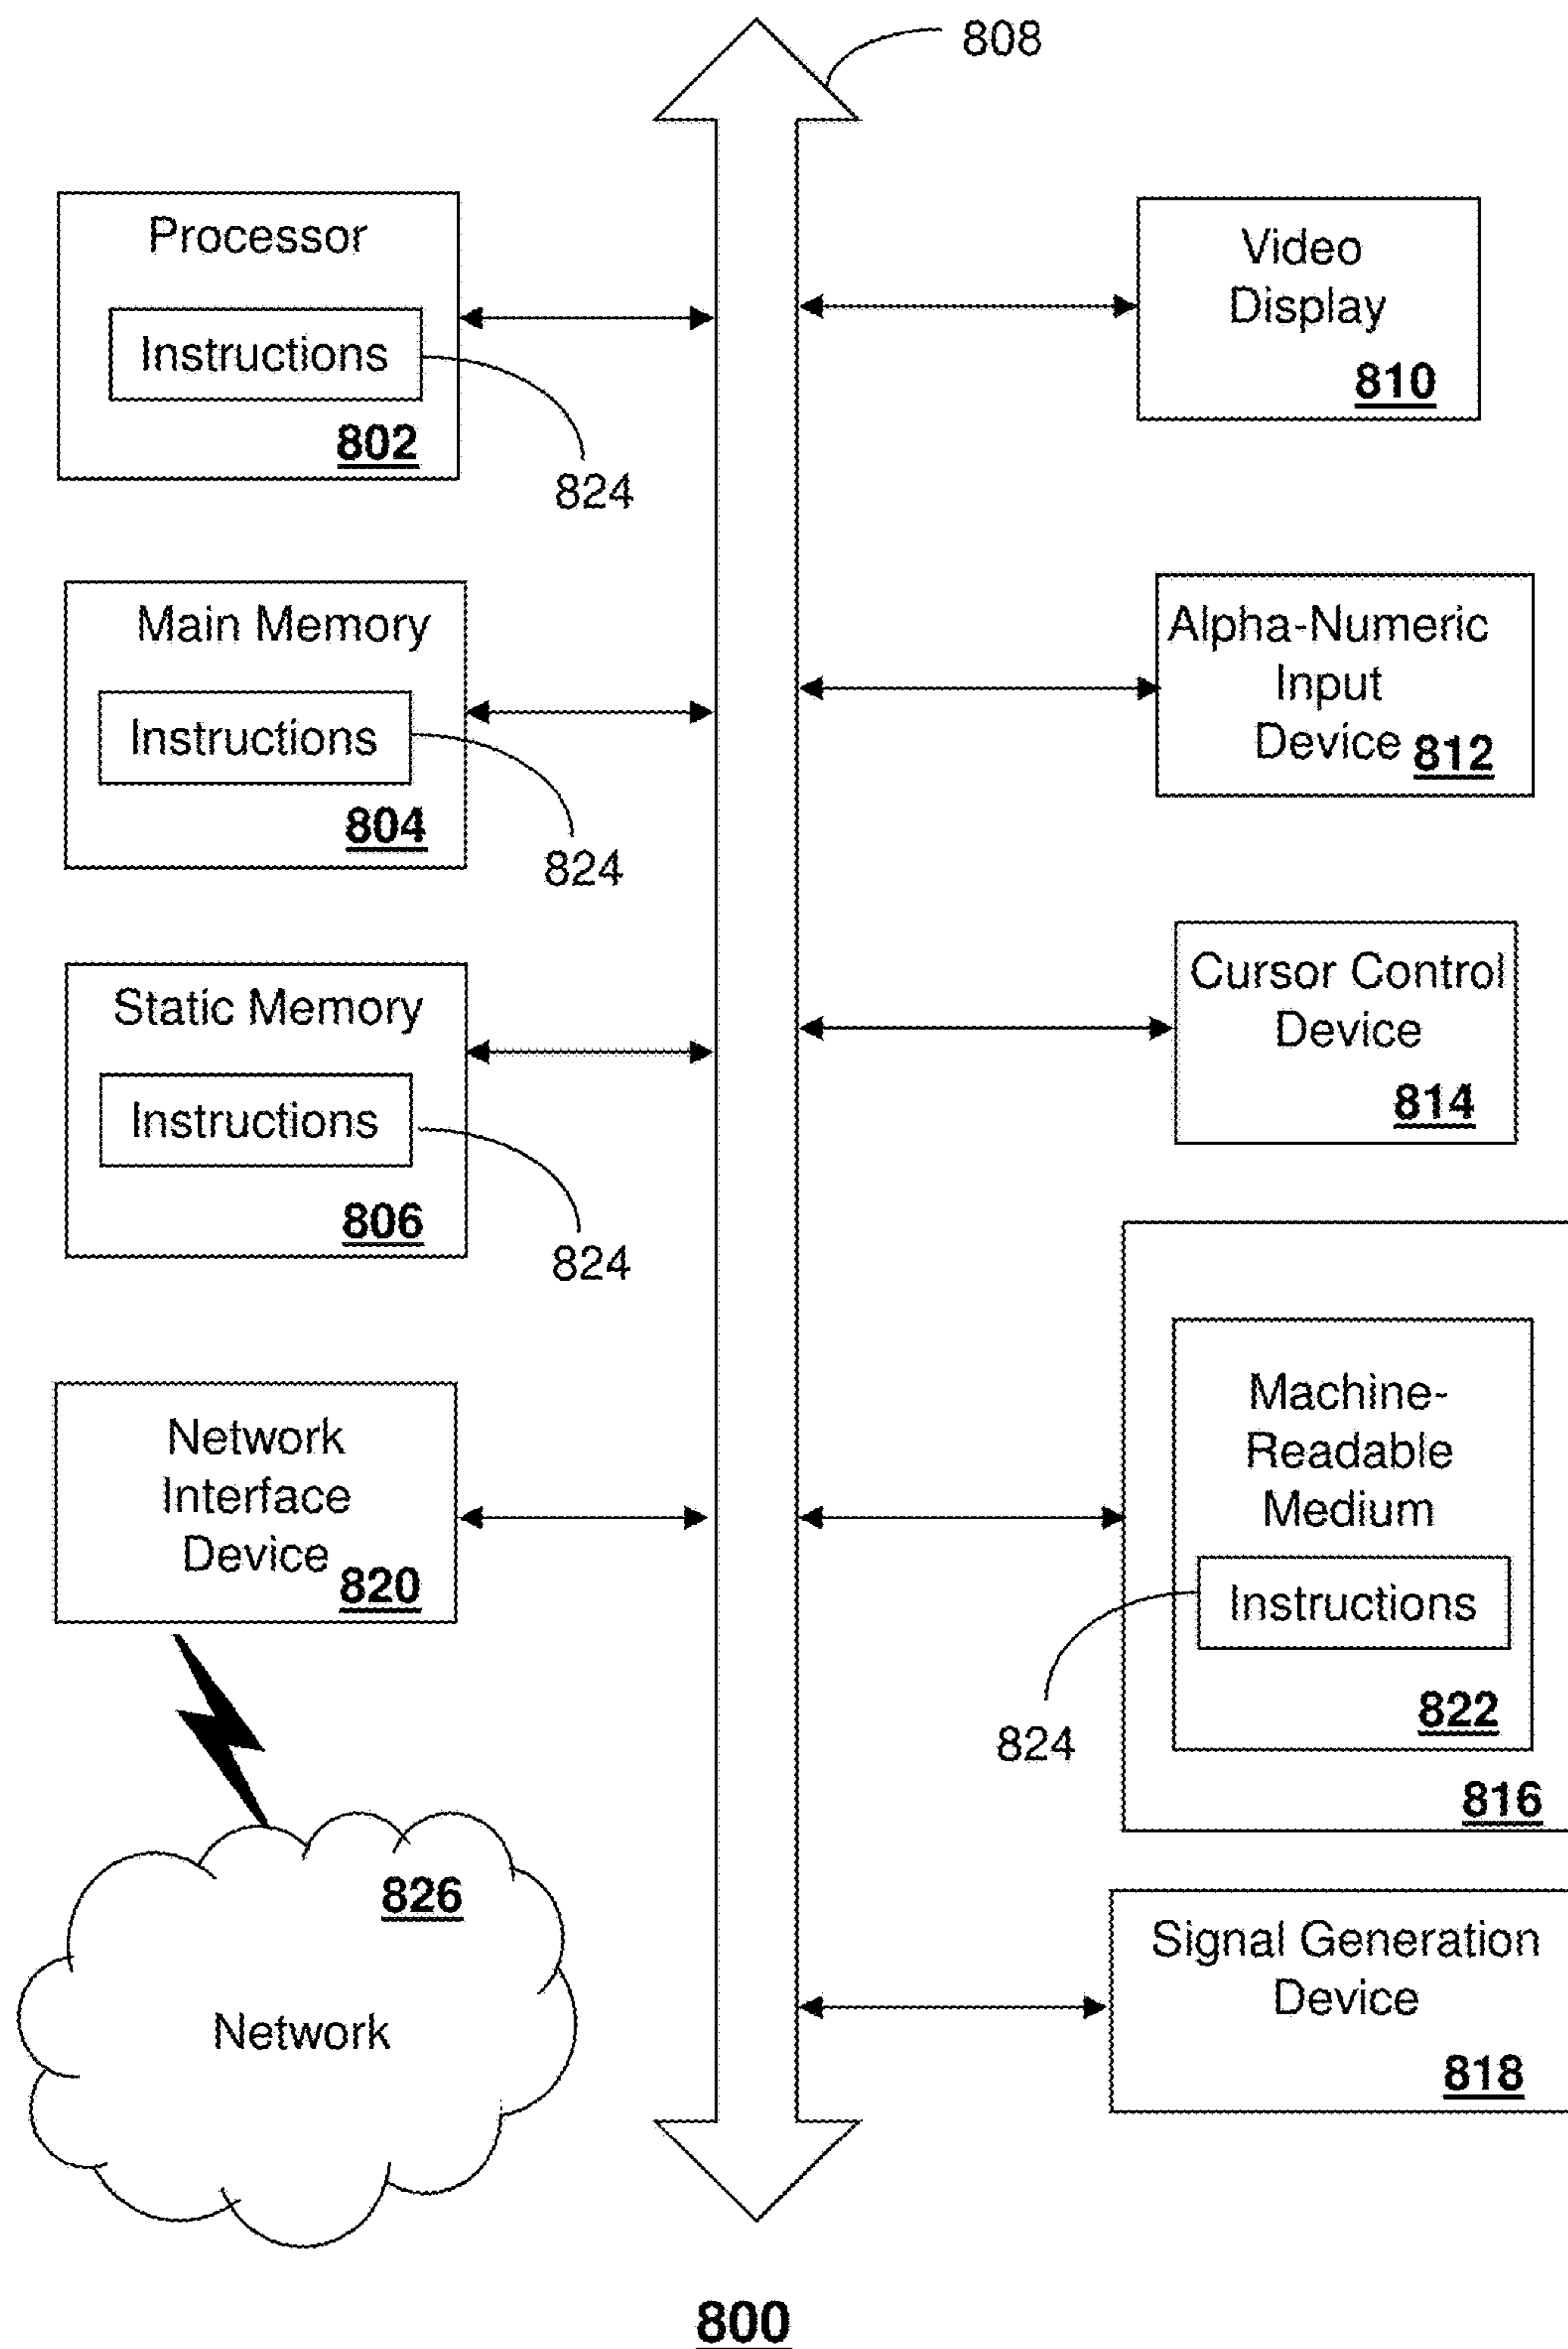 808
Processor
Instructions
802
824
Main Memory
Instructions
804
824
Static Memory
Instructions
806
824
Network
Interface
Device
820
826
Network
Video
Display
810
Alpha-Numeric
Input
Device
812
Cursor Control
Device
814
Machine-
Readable
Medium
Instructions
824
822
816
Signal Generation
Device
818
800